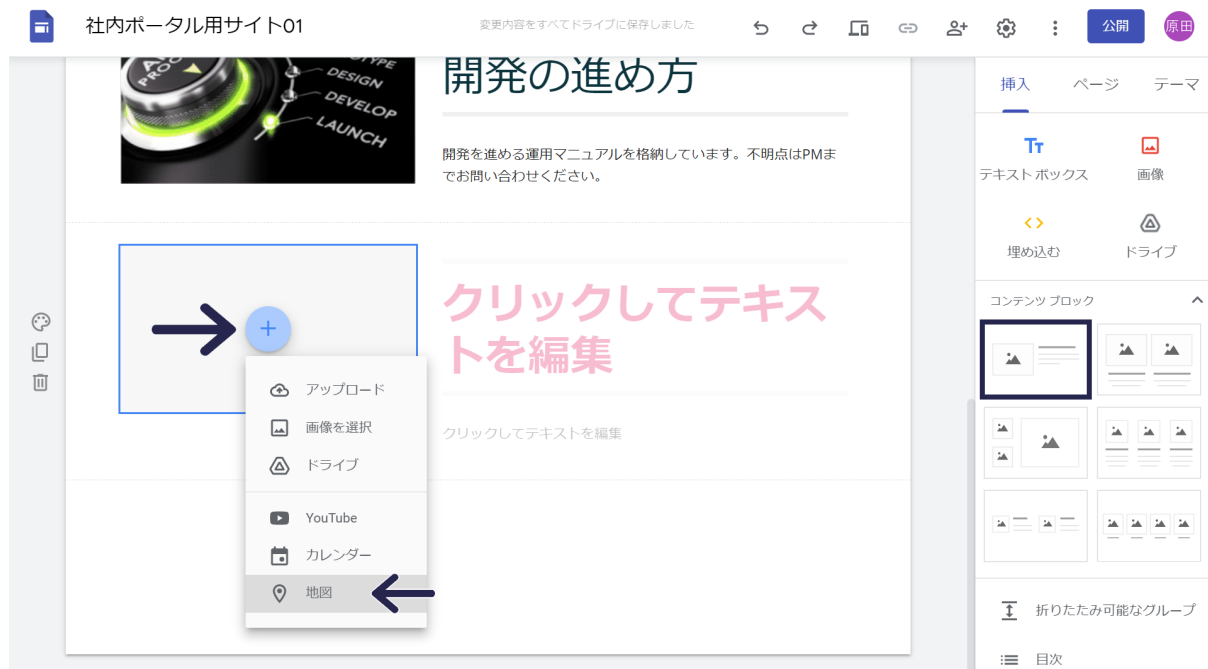 社内ポータル用サイト01
変更内容をすべてドライブに保存しました
公開
原田
DESIGN
DEVELOP
LAUNCH
開発の進め方
開発を進める運用マニュアルを格納しています。不明点はPMま
でお問い合わせください。
クリックしてテキス
トを編集
クリックしてテキストを編集
アップロード
画像を選択
ドライブ
YouTube
カレンダー
地図
挿入
ページ
テーマ
テキスト ボックス
画像
埋め込む
ドライブ
コンテンツ ブロック
折りたたみ可能なグループ
目次